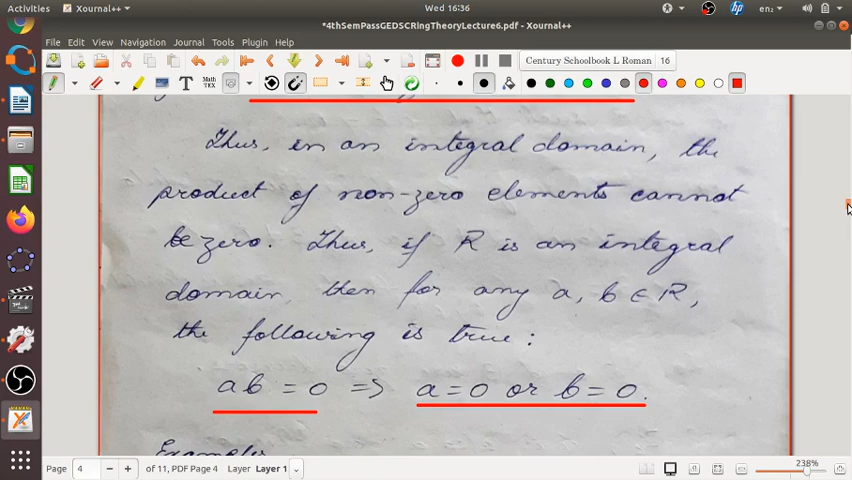 Activities
Xournal++
Wed 16:36
en₂
*4thSemPassGEDSCRingTheoryLecture6.pdf - Xournal++
File Edit View Navigation Journal Tools Plugin Help
Century Schoolbook L Roman 16
Thus, in an integral domain, the
product of non-zero elements cannot
be zero. Thus, if R is an integral
domain, then for any a, b ∈ R,
the following is true:
ab = 0 => a = 0 or b = 0.
Examples
Page 4 of 11, PDF Page 4 Layer Layer 1
238%